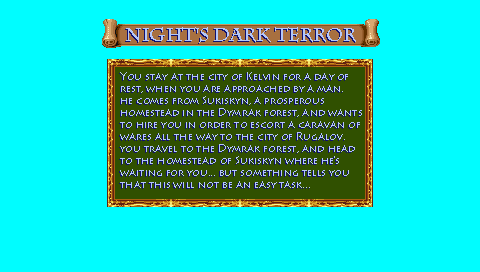 NIGHT'S DARK TERROR
You stay at the city of Kelvin for a day of
rest, when you are approached by a man.
He comes from Sukiskyn, a prosperous
homestead in the Dymrak forest, and wants
to hire you in order to escort a caravan of
wares all the way to the city of Rugalov.
You travel to the Dymrak forest, and head
to the homestead of Sukiskyn where he's
waiting for you... but something tells you
that this will not be an easy task...